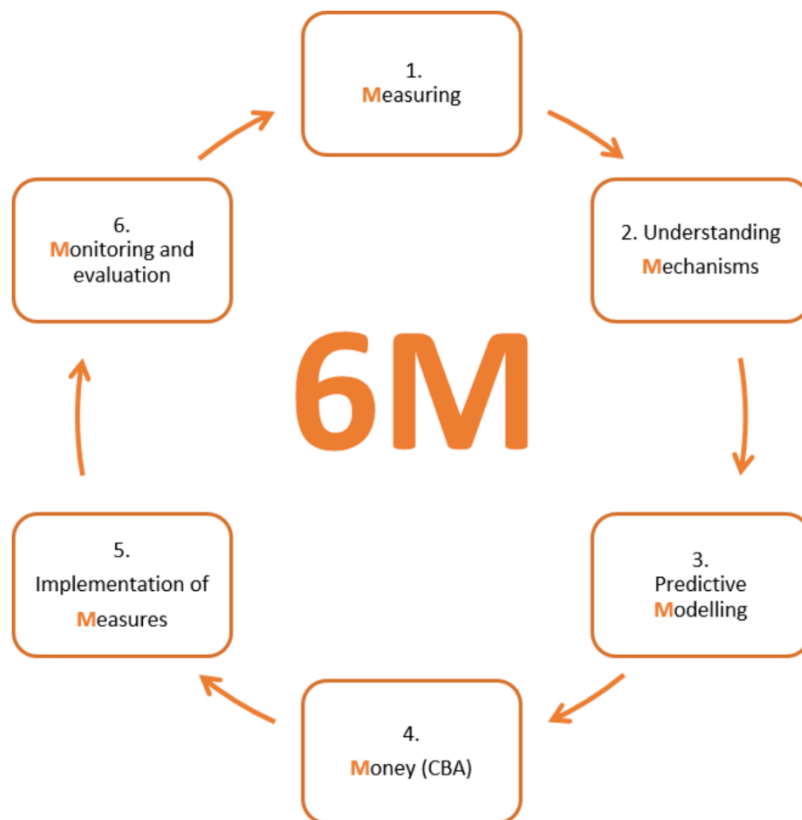 1.
Measuring
2. Understanding
Mechanisms
3.
Predictive
Modelling
4.
Money (CBA)
5.
Implementation of
Measures
6.
Monitoring and
evaluation
6M